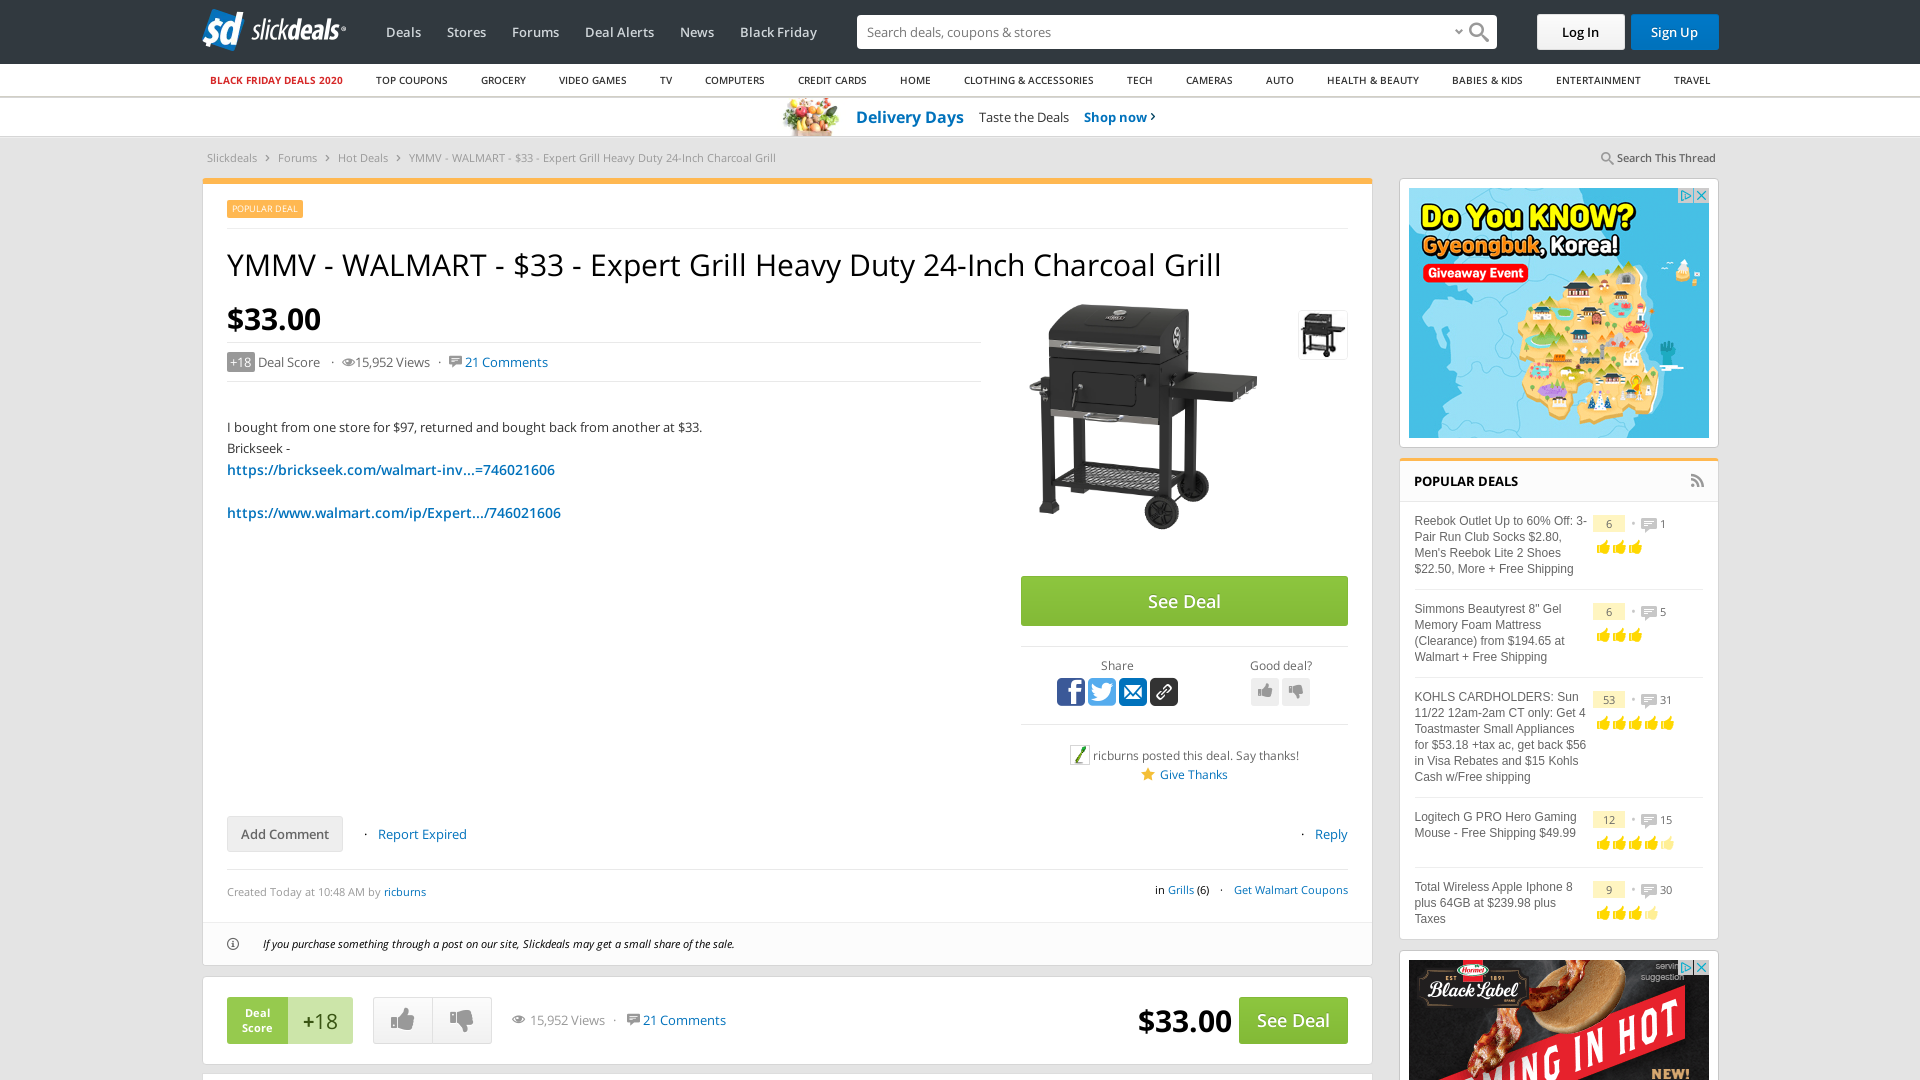 sd slickdeals
Deals
Stores
Forums
Deal Alerts
News
Black Friday
Search deals, coupons & stores
Log In
Sign Up
BLACK FRIDAY DEALS 2020
TOP COUPONS
GROCERY
VIDEO GAMES
TV
COMPUTERS
CREDIT CARDS
HOME
CLOTHING & ACCESSORIES
TECH
CAMERAS
AUTO
HEALTH & BEAUTY
BABIES & KIDS
ENTERTAINMENT
TRAVEL
Delivery Days Taste the Deals Shop now
Slickdeals > Forums > Hot Deals > YMMV - WALMART - $33 - Expert Grill Heavy Duty 24-Inch Charcoal Grill
Search This Thread
POPULAR DEAL
YMMV - WALMART - $33 - Expert Grill Heavy Duty 24-Inch Charcoal Grill
$33.00
+18 Deal Score · 15,952 Views · 21 Comments
I bought from one store for $97, returned and bought back from another at $33.
Brickseek -
https://brickseek.com/walmart-inv...=746021606
https://www.walmart.com/ip/Expert.../746021606
See Deal
Share
Good deal?
ricburns posted this deal. Say thanks!
Give Thanks
Add Comment · Report Expired
· Reply
Created Today at 10:48 AM by ricburns
in Grills (6) · Get Walmart Coupons
If you purchase something through a post on our site, Slickdeals may get a small share of the sale.
Deal
Score
+18
15,952 Views · 21 Comments
$33.00
See Deal
Do You KNOW?
Gyeongbuk, Korea!
Giveaway Event
POPULAR DEALS
Reebok Outlet Up to 60% Off: 3-
Pair Run Club Socks $2.80,
Men's Reebok Lite 2 Shoes
$22.50, More + Free Shipping
6 • 1
Simmons Beautyrest 8" Gel
Memory Foam Mattress
(Clearance) from $194.65 at
Walmart + Free Shipping
6 • 5
KOHLS CARDHOLDERS: Sun
11/22 12am-2am CT only: Get 4
Toastmaster Small Appliances
for $53.18 +tax ac, get back $56
in Visa Rebates and $15 Kohls
Cash w/Free shipping
53 • 31
Logitech G PRO Hero Gaming
Mouse - Free Shipping $49.99
12 • 15
Total Wireless Apple Iphone 8
plus 64GB at $239.98 plus
Taxes
9 • 30
Hormel
EST 1891
Black Label
suggestion
ING IN HOT
NEW!